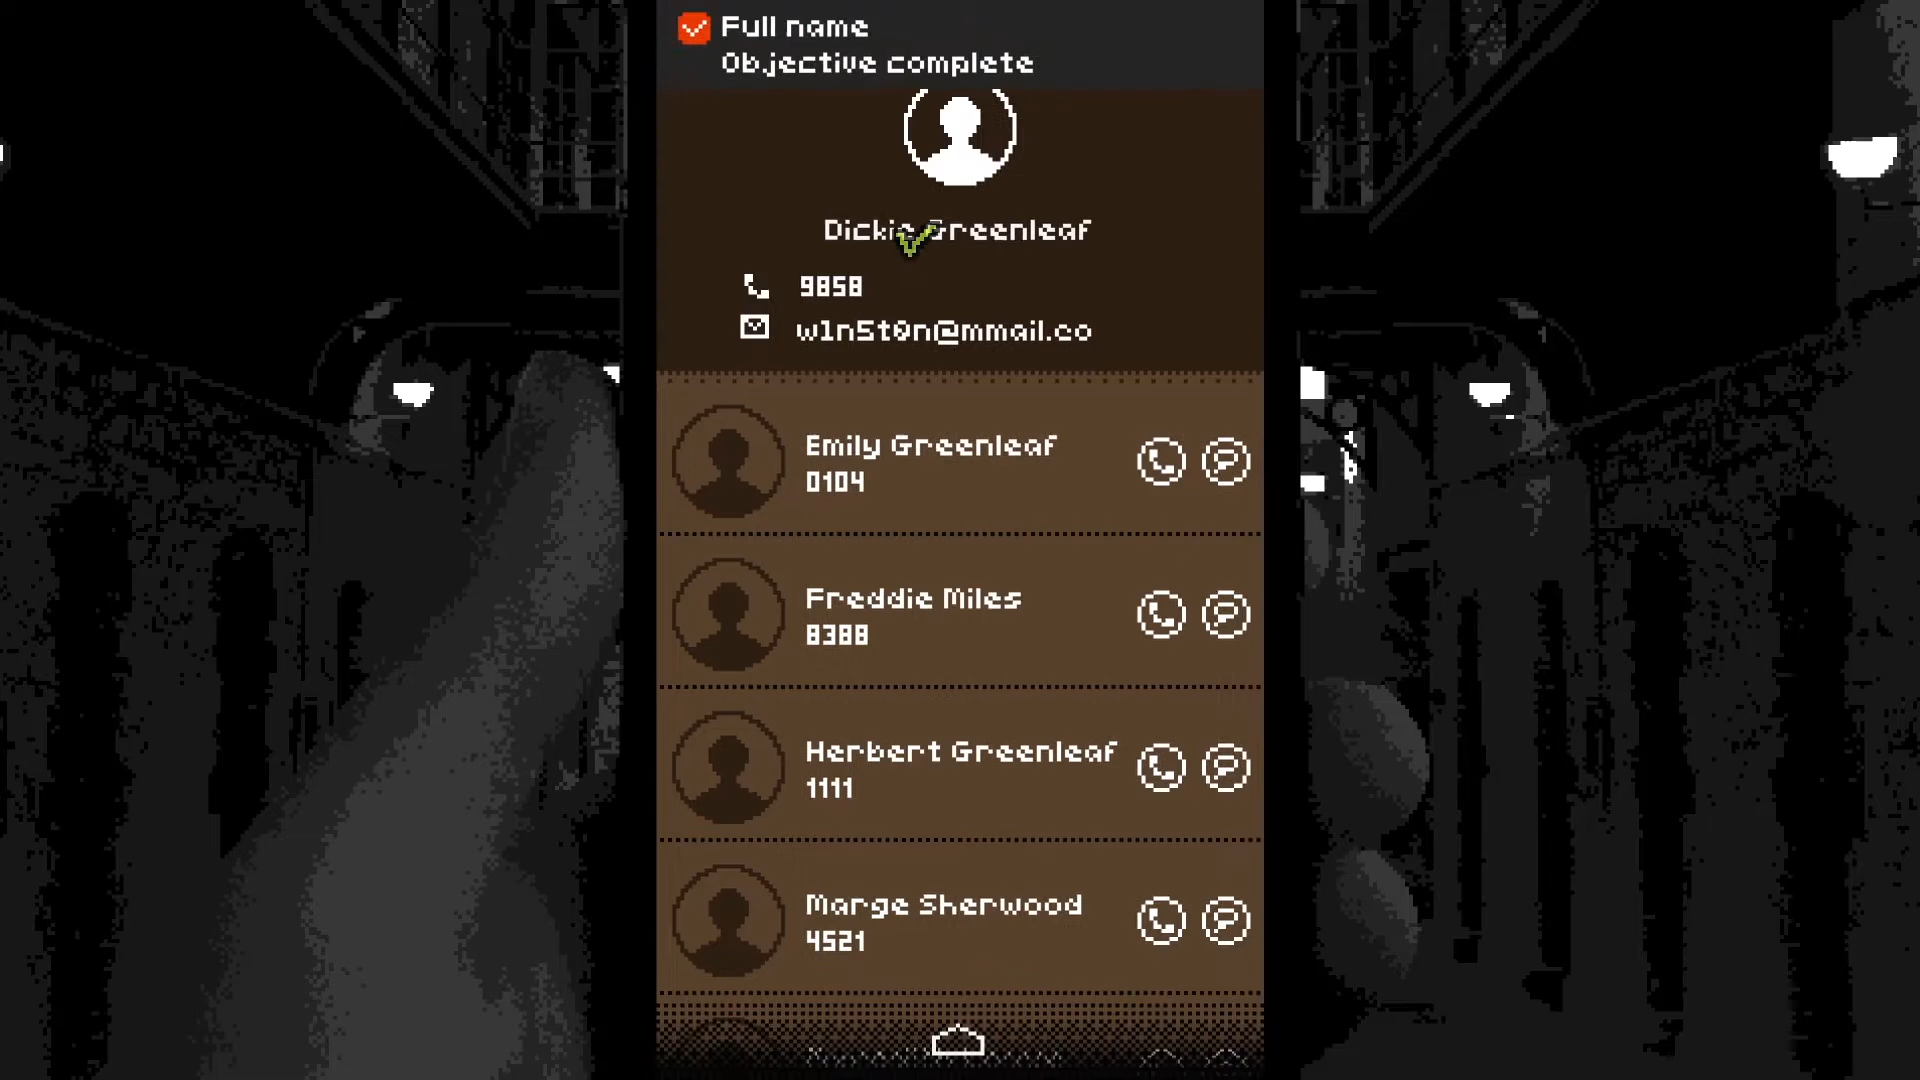 Full name
Objective complete
Dickie Greenleaf
9858
w1n5t0n@mmail.co
Emily Greenleaf
0104
Freddie Miles
8388
Herbert Greenleaf
1111
Marge Sherwood
4521